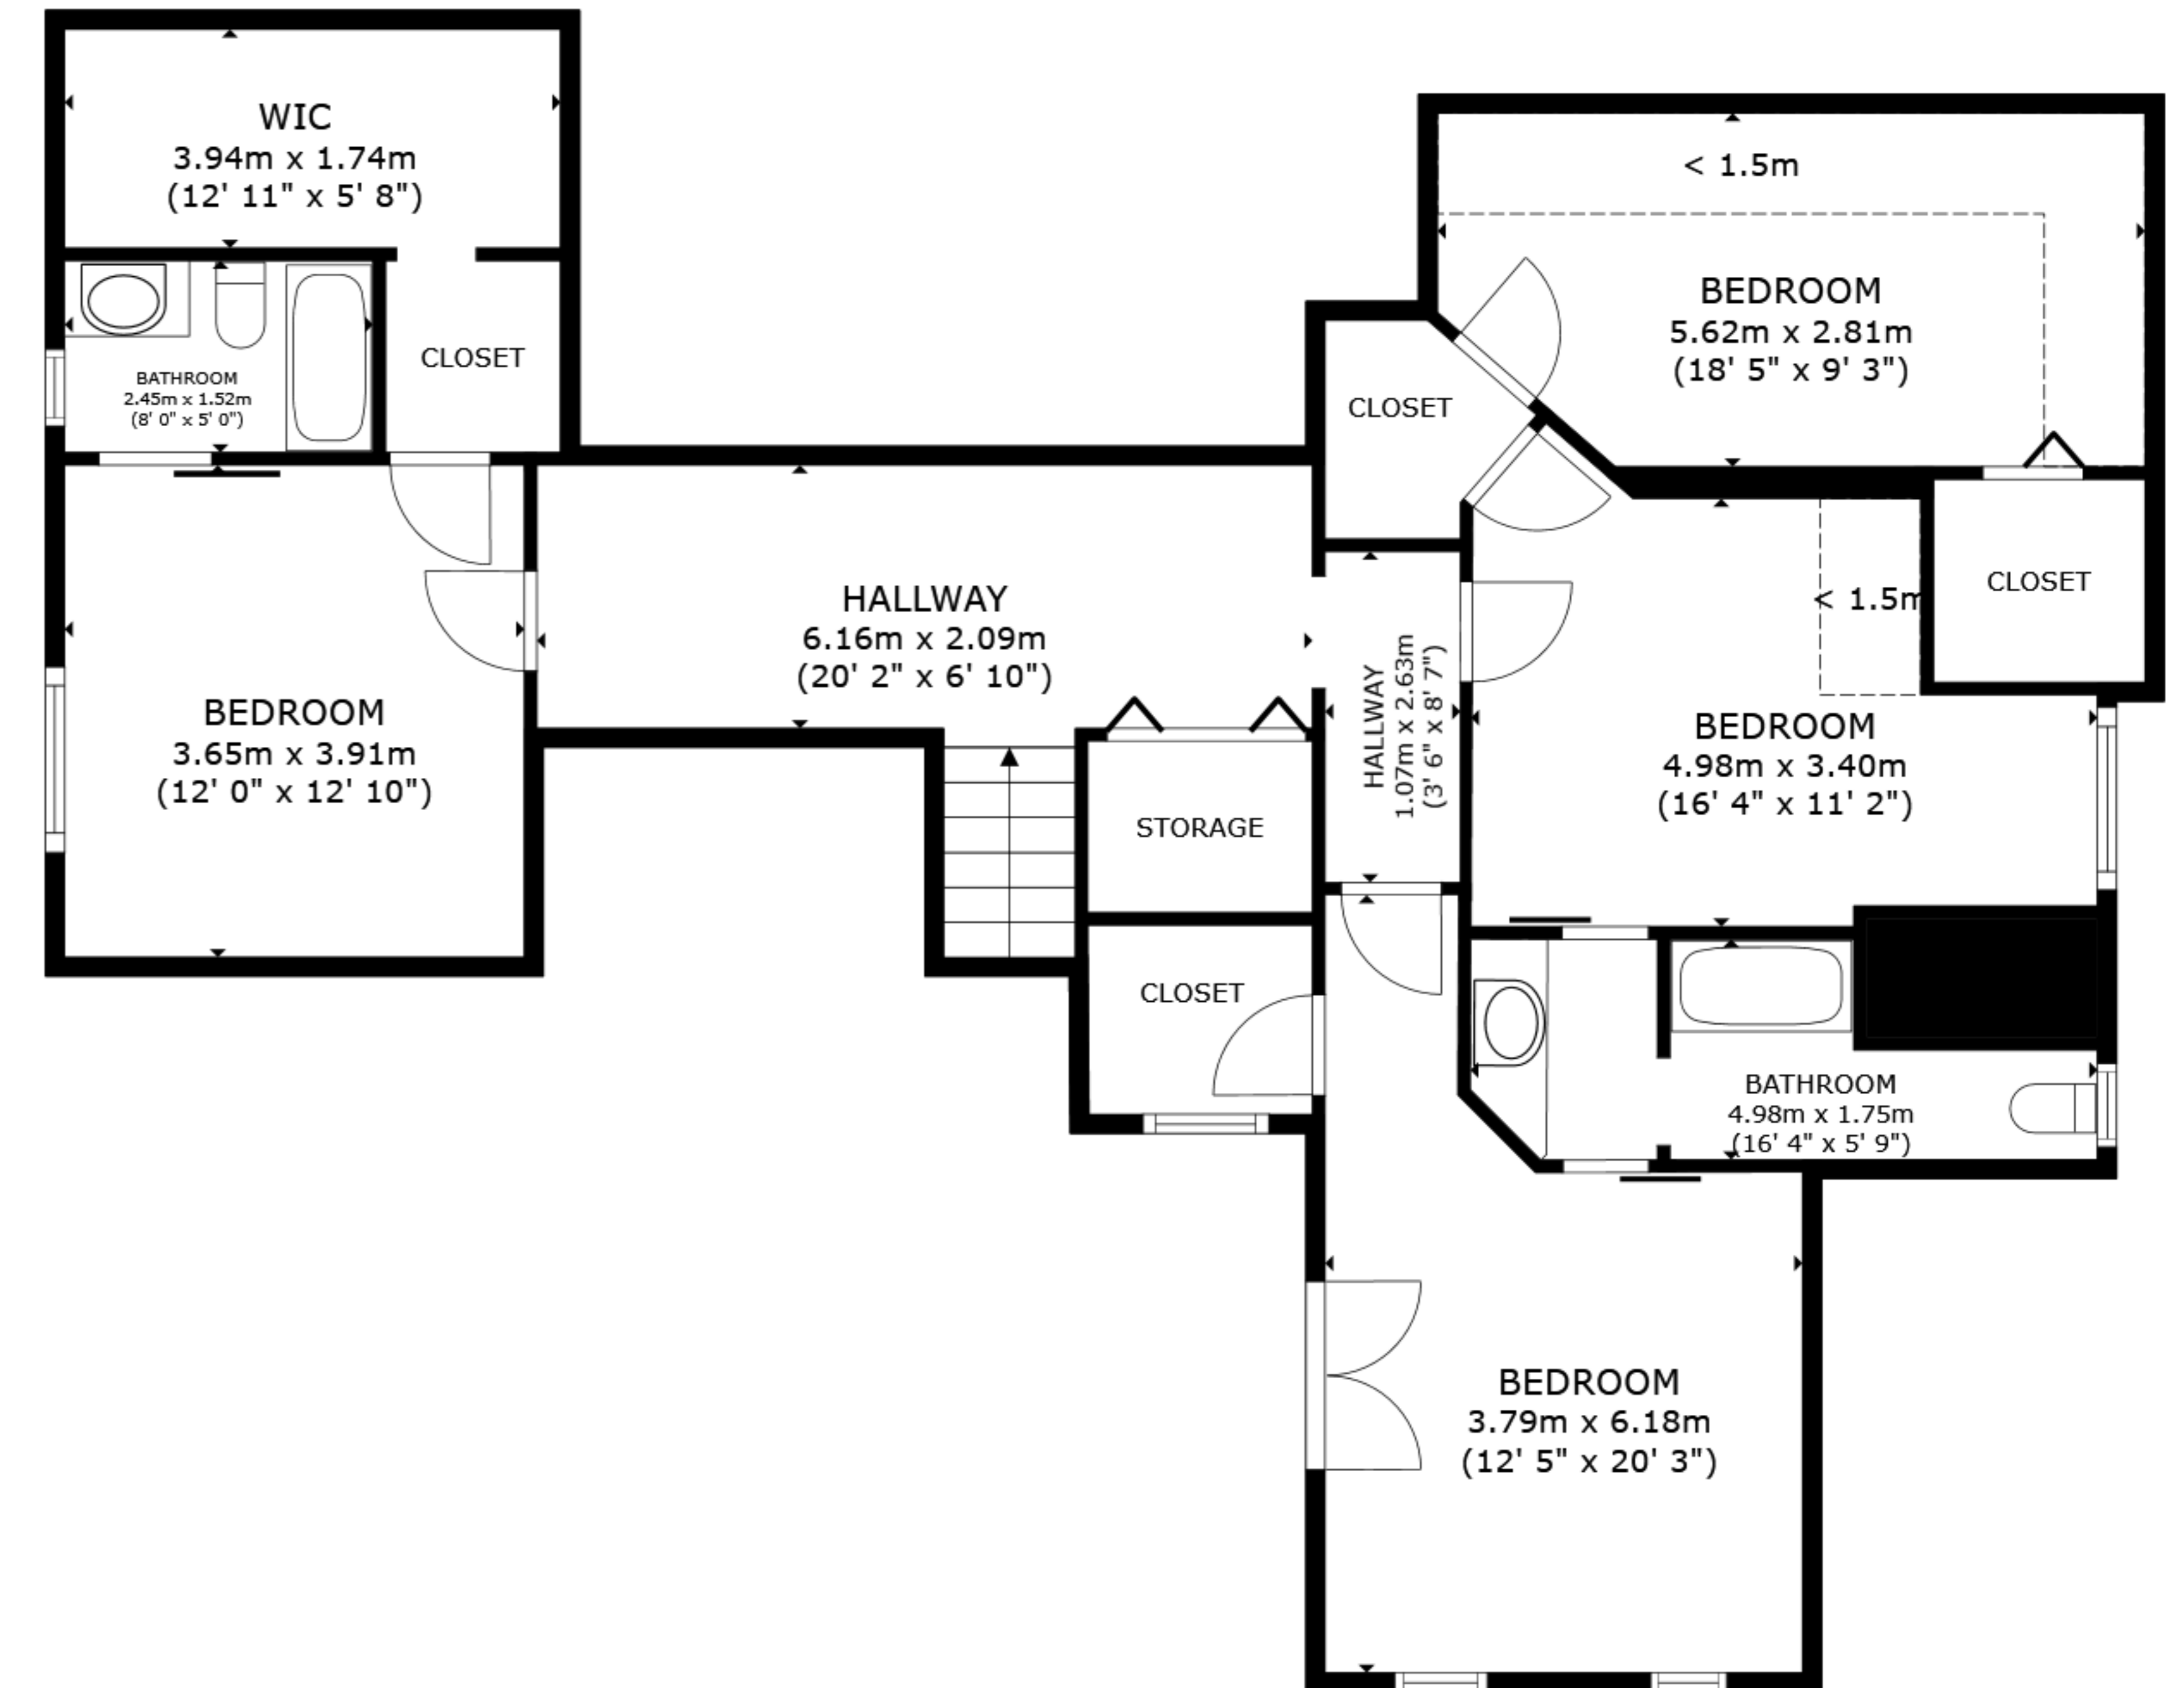 WIC
3.94m x 1.74m
(12' 11" x 5' 8")
CLOSET
BATHROOM
2.45m x 1.52m
(8' 0" x 5' 0")
BEDROOM
3.65m x 3.91m
(12' 0" x 12' 10")
HALLWAY
6.16m x 2.09m
(20' 2" x 6' 10")
STORAGE
CLOSET
CLOSET
HALLWAY
1.07m x 2.63m
(3' 6" x 8' 7")
< 1.5m
BEDROOM
5.62m x 2.81m
(18' 5" x 9' 3")
CLOSET
< 1.5m
BEDROOM
4.98m x 3.40m
(16' 4" x 11' 2")
BATHROOM
4.98m x 1.75m
(16' 4" x 5' 9")
BEDROOM
3.79m x 6.18m
(12' 5" x 20' 3")